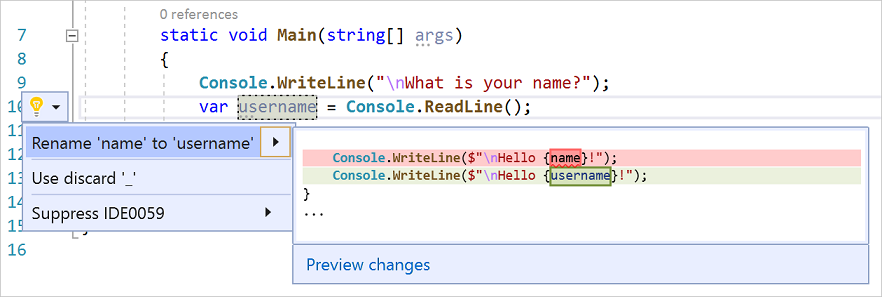 0 references
7 static void Main(string[] args)
8 {
9 Console.WriteLine("\nWhat is your name?");
10 var username = Console.ReadLine();
11
12
13
14
15 }
16
Rename 'name' to 'username'
Use discard '_'
Suppress IDE0059
Console.WriteLine($"\nHello {name}!");
Console.WriteLine($"\nHello {username}!");
}
...
Preview changes